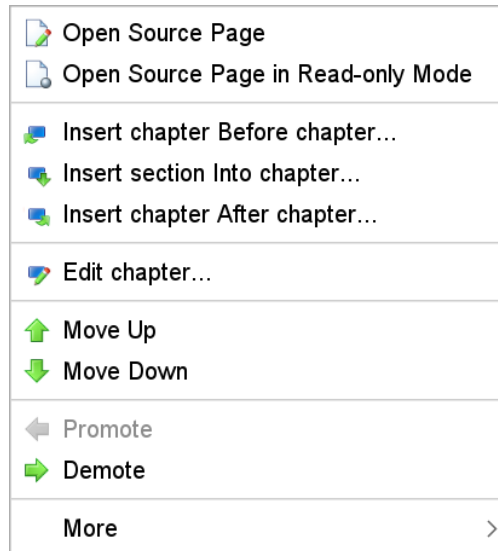 Open Source Page
Open Source Page in Read-only Mode
Insert chapter Before chapter...
Insert section Into chapter...
Insert chapter After chapter...
Edit chapter...
Move Up
Move Down
Promote
Demote
More